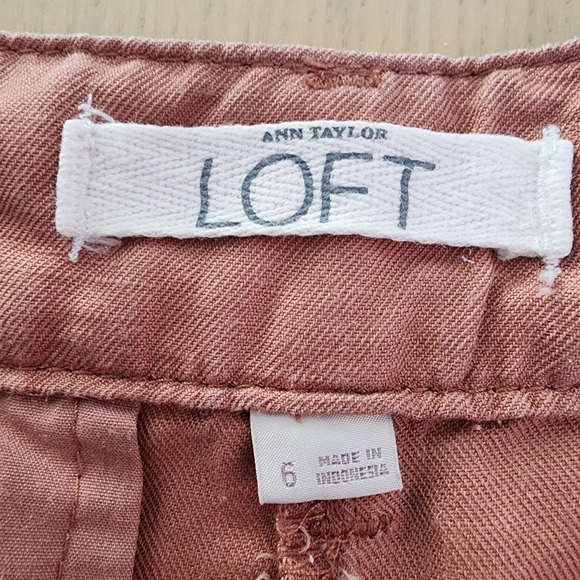 ANN TAYLOR
LOFT
6 MADE IN
INDONESIA